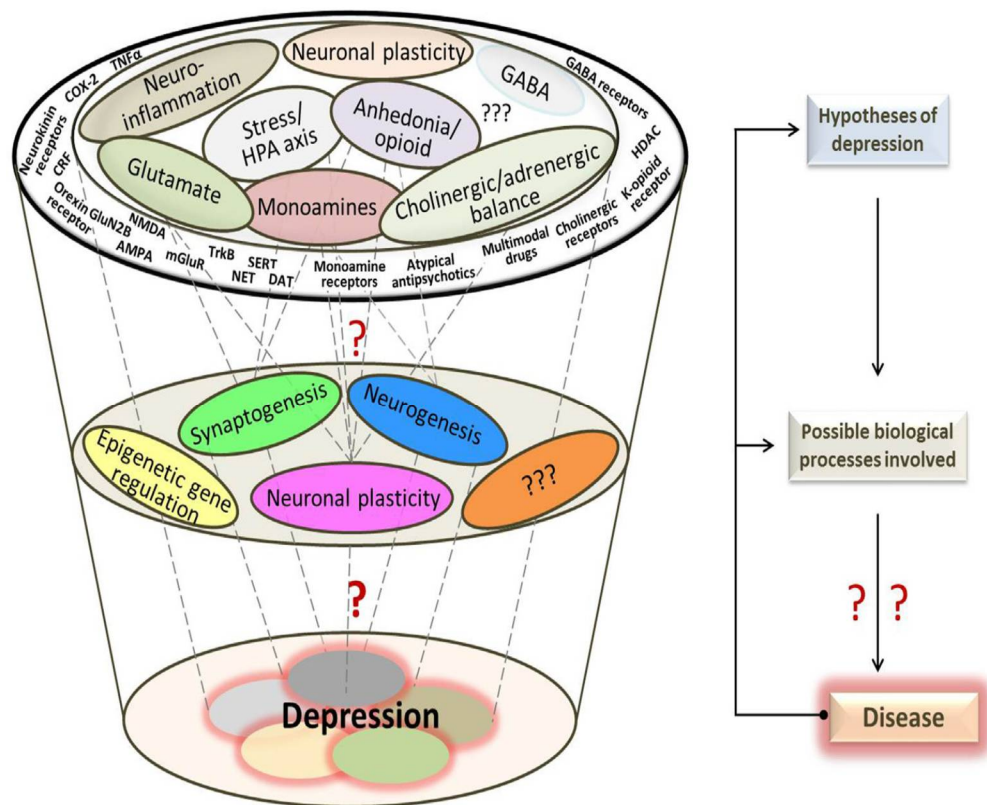 Neurokinin
receptors
COX-2
TNFα
CRF
Orexin
receptor
GluN2B
AMPA
NMDA
mGluR
TrkB
SERT
NET
DAT
Monoamine
receptors
Atypical
antipsychotics
Multimodal
drugs
Cholinergic
receptors
K-opioid
receptor
HDAC
GABA receptors
Neuro-
inflammation
Neuronal plasticity
GABA
Stress/
HPA axis
Anhedonia/
opioid
???
Glutamate
Monoamines
Cholinergic/adrenergic
balance
?
Synaptogenesis
Neurogenesis
Epigenetic gene
regulation
Neuronal plasticity
???
?
Depression
Hypotheses of
depression
Possible biological
processes involved
? ?
Disease